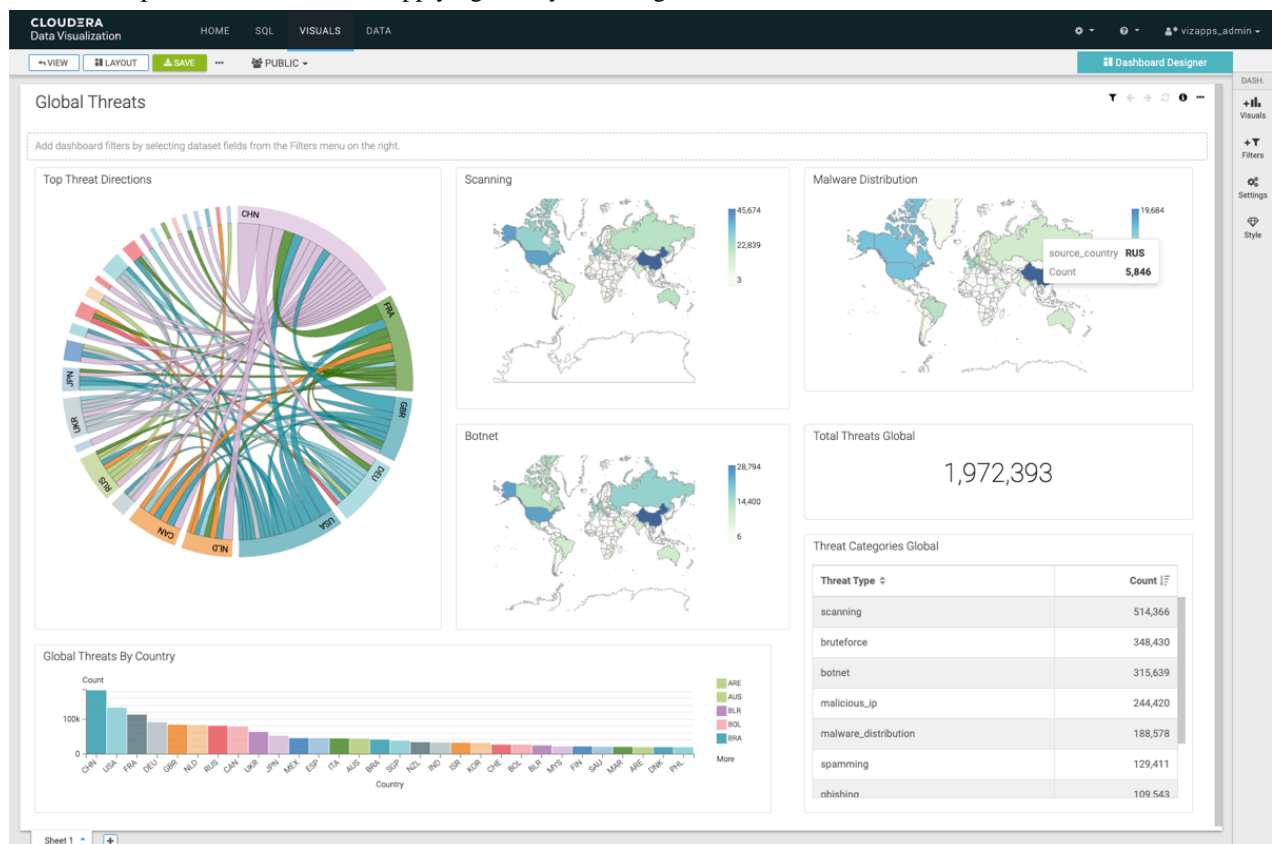 CLOUDERA
Data Visualization
HOME SQL VISUALS DATA
vizapps_admin
VIEW LAYOUT SAVE PUBLIC
Dashboard Designer
DASH.
Visuals
Filters
Settings
Style
Global Threats
Add dashboard filters by selecting dataset fields from the Filters menu on the right.
Top Threat Directions
CHN
FRA
GBR
DEU
USA
NLD
CAN
RUS
UKR
JPN
Scanning
45,674
22,839
3
Malware Distribution
19,684
source_country RUS
Count 5,846
Botnet
28,794
14,400
6
Total Threats Global
1,972,393
Threat Categories Global
Threat Type Count
scanning 514,366
bruteforce 348,430
botnet 315,639
malicious_ip 244,420
malware_distribution 188,578
spamming 129,411
phishing 109,543
Global Threats By Country
Count
100k
0
CHN USA FRA DEU GBR NLD RUS CAN UKR JPN MEX ESP ITA AUS BRA SGP NZL IND ISR KOR CHE BOL BLR MYS FIN SAU MAR ARE DNK PHL
Country
ARE
AUS
BLR
BOL
BRA
More
Sheet 1